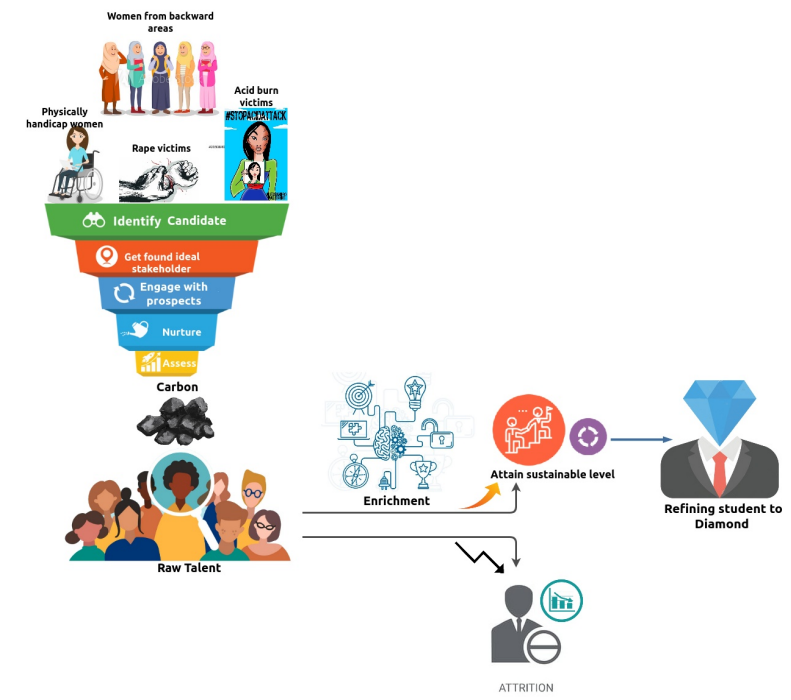 Women from backward
areas
Acid burn
victims
#STOPACIDATTACK
Physically
handicap women
Rape victims
Identify Candidate
Get found ideal
stakeholder
Engage with
prospects
Nurture
Assess
Carbon
Enrichment
Attain sustainable level
Refining student to
Diamond
Raw Talent
ATTRITION